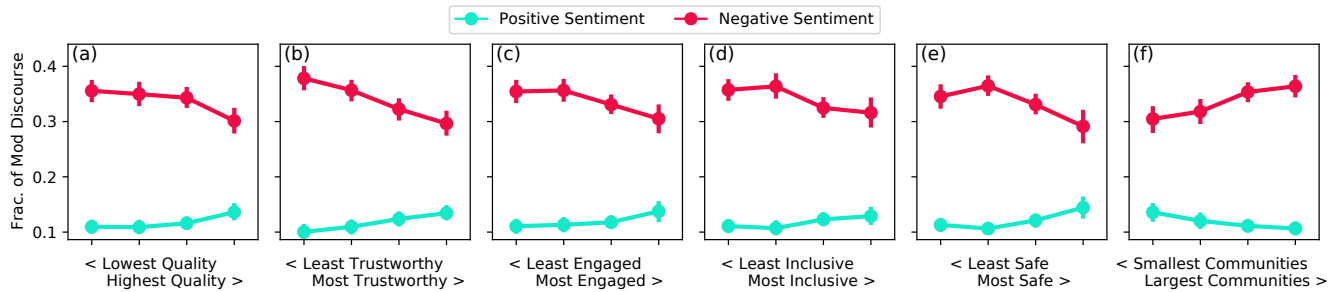 Positive Sentiment Negative Sentiment
Frac. of Mod Discourse
0.4
0.3
0.2
0.1
(a)
(b)
(c)
(d)
(e)
(f)
< Lowest Quality
Highest Quality >
< Least Trustworthy
Most Trustworthy >
< Least Engaged
Most Engaged >
< Least Inclusive
Most Inclusive >
< Least Safe
Most Safe >
< Smallest Communities
Largest Communities >